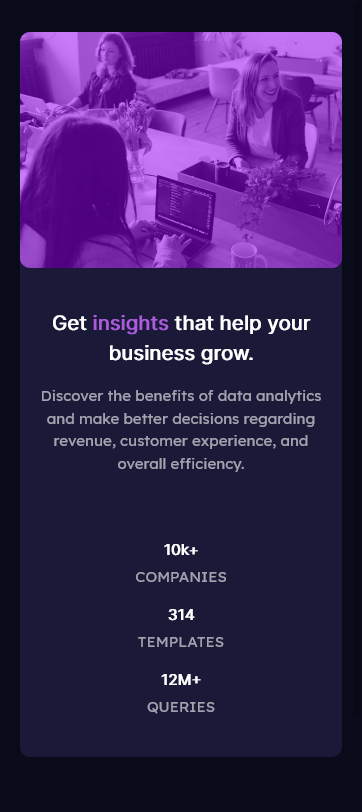 Get insights that help your
business grow.
Discover the benefits of data analytics
and make better decisions regarding
revenue, customer experience, and
overall efficiency.
10k+
COMPANIES
314
TEMPLATES
12M+
QUERIES